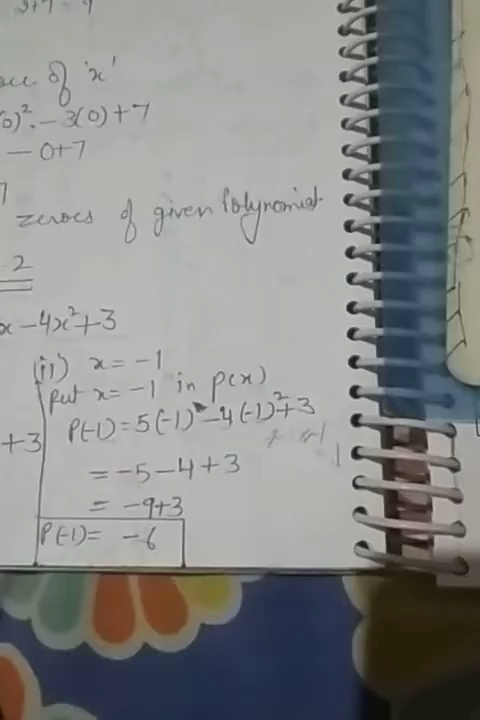 of 'x'
0)² - 3(0) + 7
- 0 + 7
7
zeroes of given Polynomial
2
x - 4x² + 3
(ii) x = -1
put x = -1 in p(x)
+3 P(-1) = 5(-1) - 4(-1)² + 3
= -5 - 4 + 3
= -9 + 3
P(-1) = -6